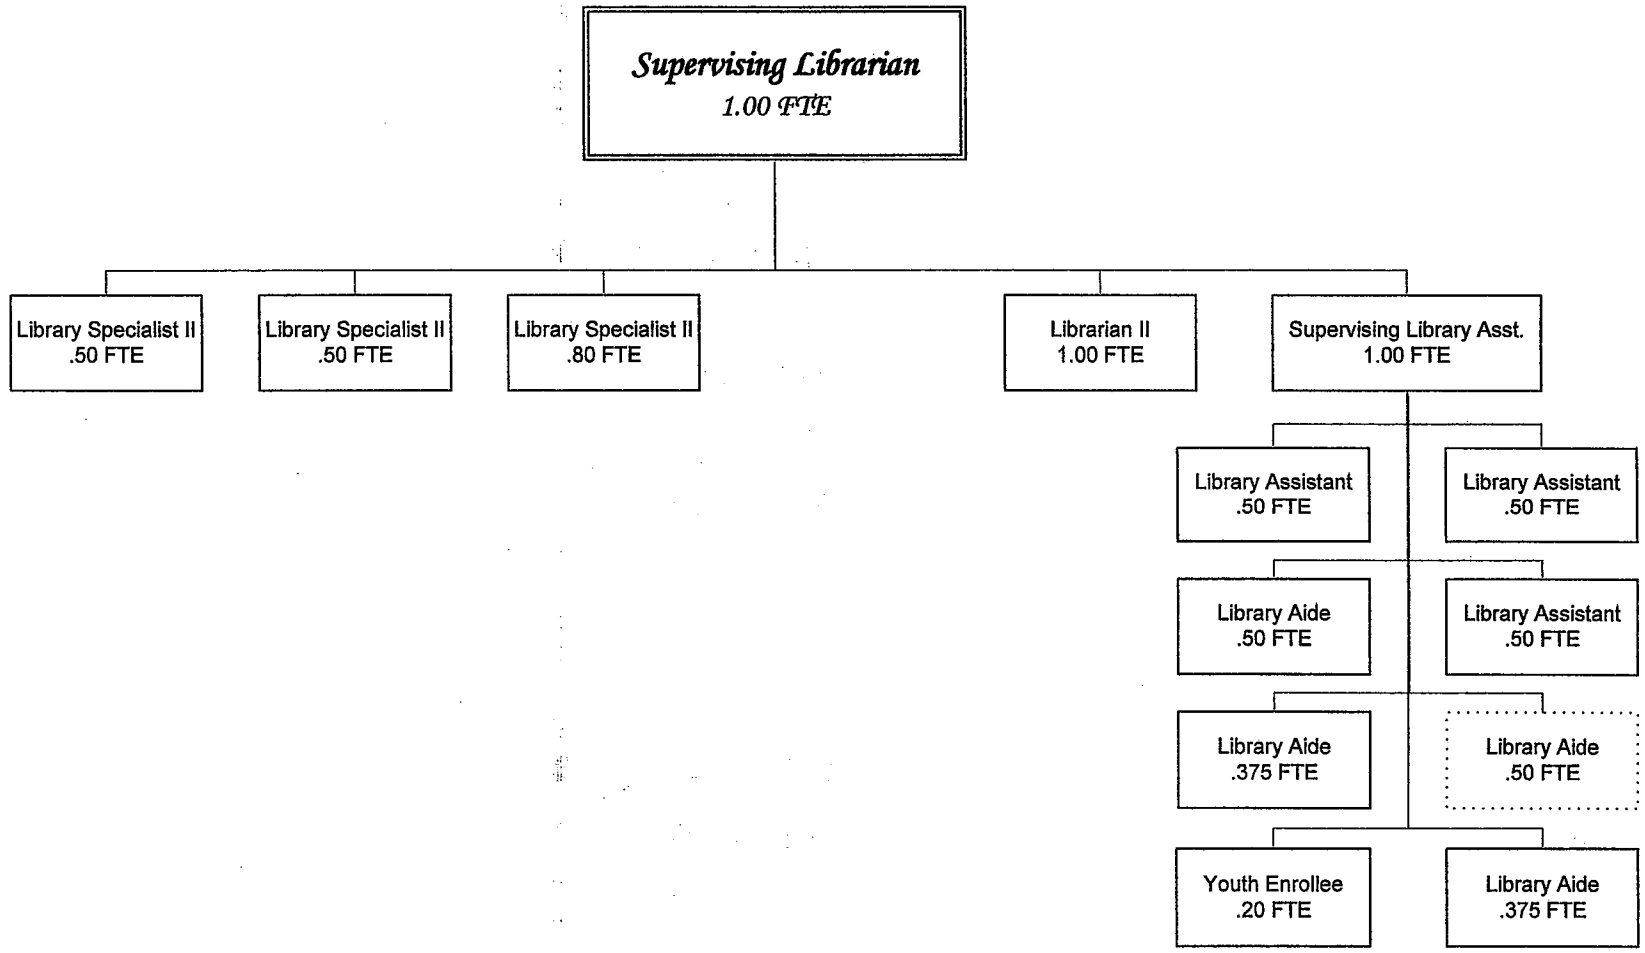 Supervising Librarian
1.00 FTE
Library Specialist II
.50 FTE
Library Specialist II
.50 FTE
Library Specialist II
.80 FTE
Librarian II
1.00 FTE
Supervising Library Asst.
1.00 FTE
Library Assistant
.50 FTE
Library Assistant
.50 FTE
Library Aide
.50 FTE
Library Assistant
.50 FTE
Library Aide
.375 FTE
Library Aide
.50 FTE
Youth Enrollee
.20 FTE
Library Aide
.375 FTE